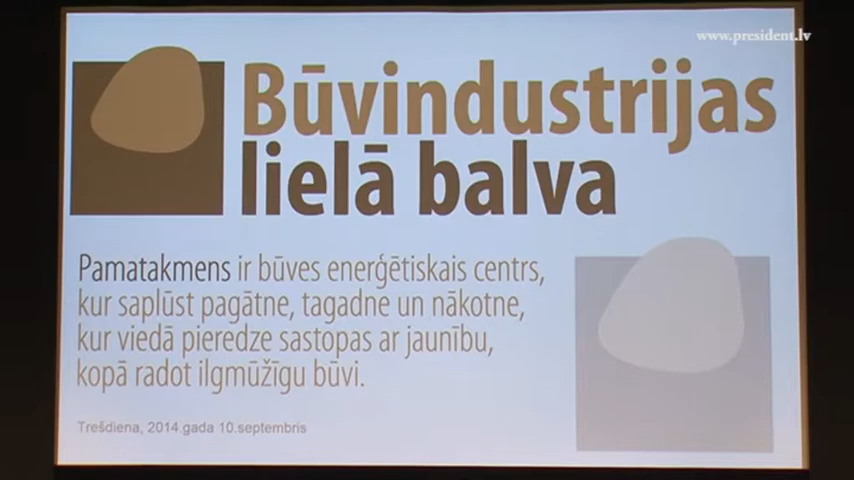 www.president.lv
Būvindustrijas
lielā balva
Pamatakmens ir būves enerģētiskais centrs,
kur saplūst pagātne, tagadne un nākotne,
kur viedā pieredze sastopas ar jaunību,
kopā radot ilgmūžīgu būvi.
Trešdiena, 2014.gada 10.septembris